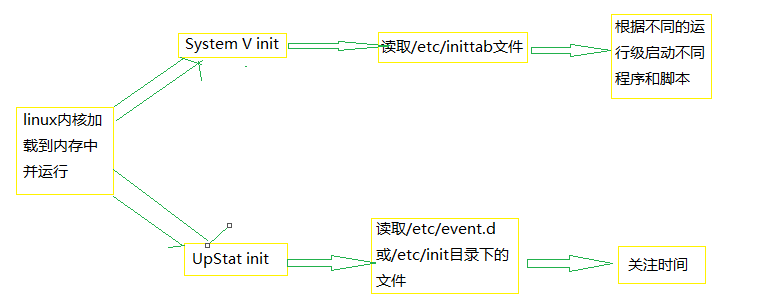 System V init
读取/etc/inittab文件
根据不同的运
行级启动不同
程序和脚本
linux内核加
载到内存中
并运行
UpStat init
读取/etc/event.d
或/etc/init目录下的
文件
关注时间